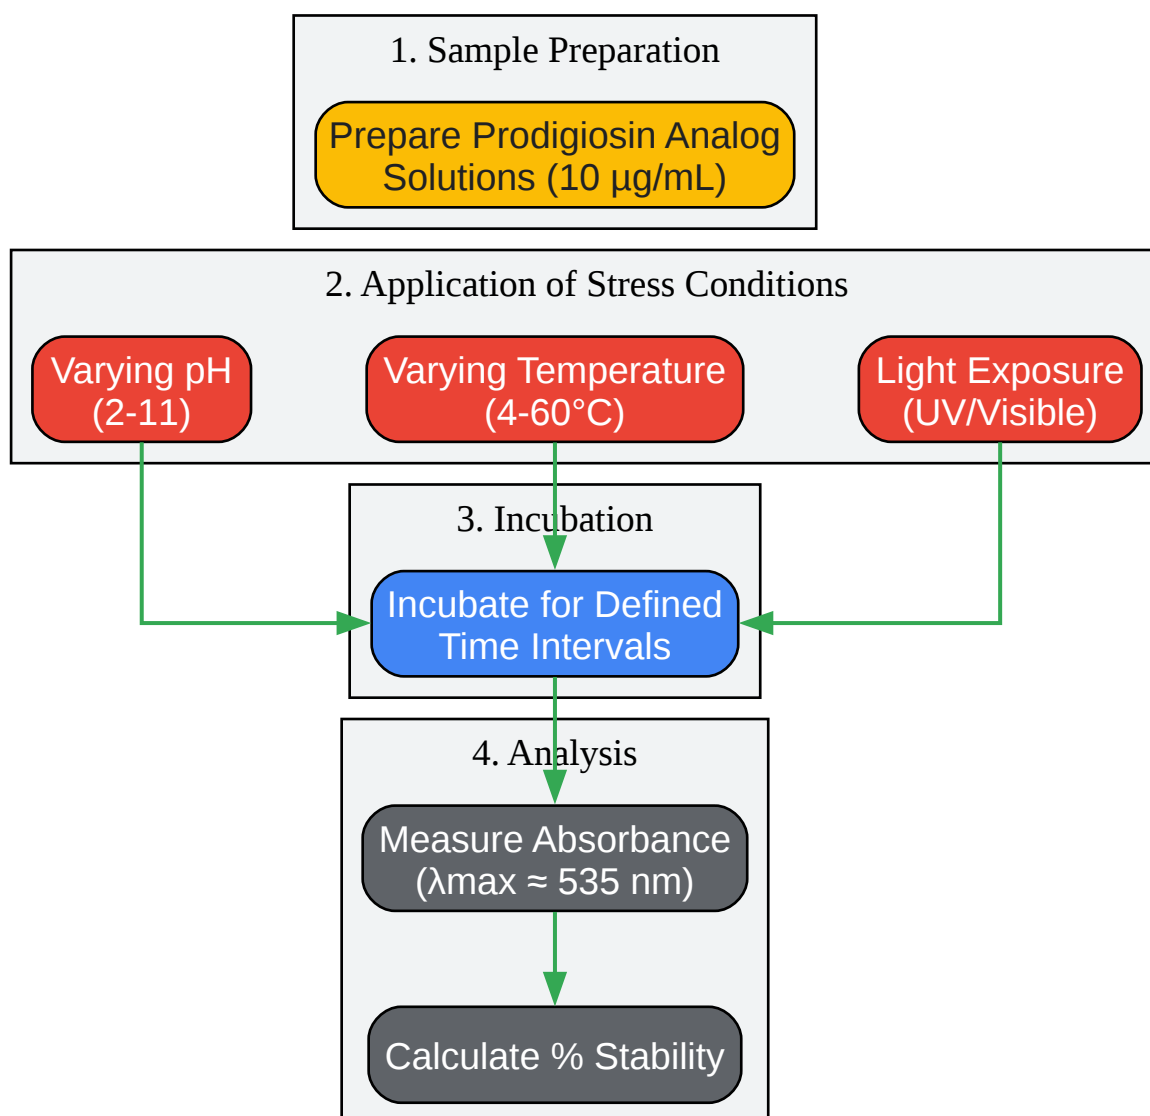 1. Sample Preparation
Prepare Prodigiosin Analog
Solutions (10 µg/mL)
2. Application of Stress Conditions
Varying pH
(2-11)
Varying Temperature
(4-60°C)
Light Exposure
(UV/Visible)
3. Incubation
Incubate for Defined
Time Intervals
4. Analysis
Measure Absorbance
(λmax ≈ 535 nm)
Calculate % Stability